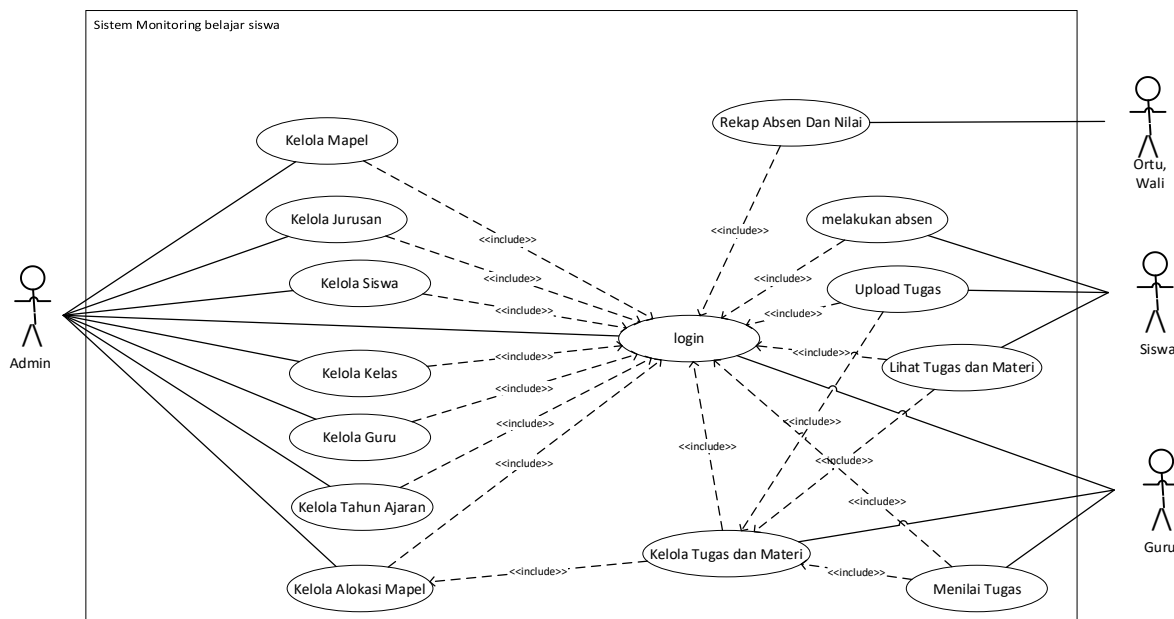 Sistem Monitoring belajar siswa
Kelola Mapel
Rekap Absen Dan Nilai
Ortu,
Wali
Kelola Jurusan
melakukan absen
<<include>>
<<include>>
Kelola Siswa
<<include>>
<<include>>
Upload Tugas
<<include>>
<<include>>
Admin
login
Siswa
<<include>>
<<include>>
Kelola Kelas
Lihat Tugas dan Materi
<<include>>
<<include>>
Kelola Guru
<<include>>
<<include>>
<<include>>
<<include>>
Kelola Tahun Ajaran
<<include>>
Guru
Kelola Tugas dan Materi
<<include>>
<<include>>
Kelola Alokasi Mapel
Menilai Tugas